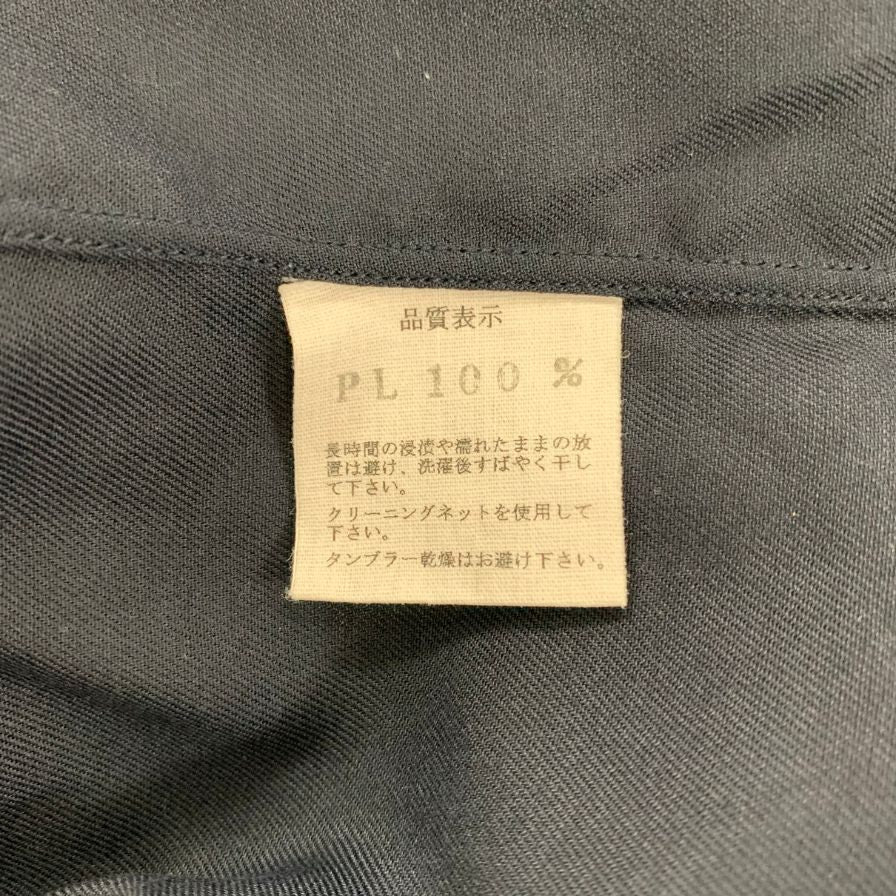 品質表示
PL 100 %
長時間の浸漬や濡れたままの放
置は避け、洗濯後すばやく干し
て下さい。
クリーニングネットを使用して
下さい。
タンブラー乾燥はお避け下さい。